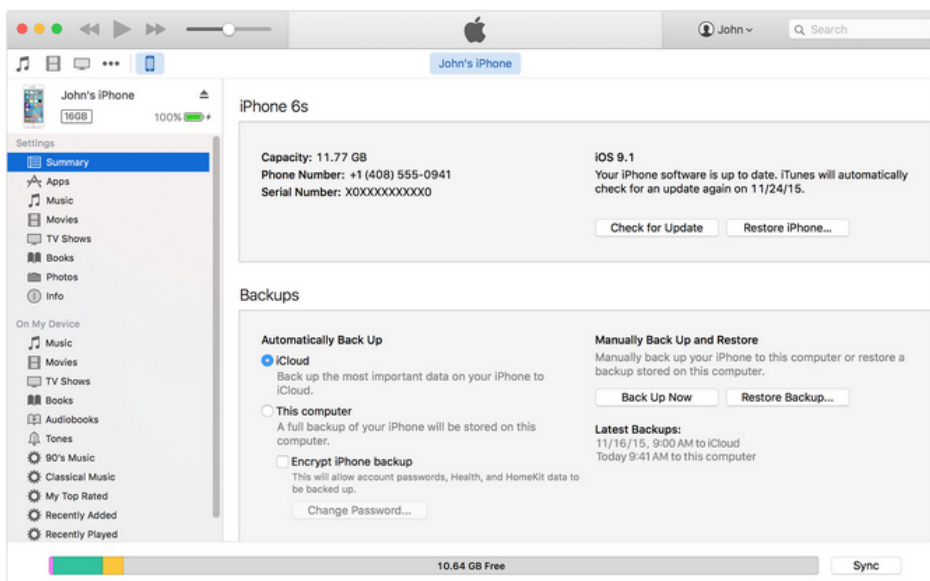 John
Search
John's iPhone
John's iPhone
16GB
100%
Settings
Summary
Apps
Music
Movies
TV Shows
Books
Photos
Info
On My Device
Music
Movies
TV Shows
Books
Audiobooks
Tones
90's Music
Classical Music
My Top Rated
Recently Added
Recently Played
iPhone 6s
Capacity: 11.77 GB
Phone Number: +1 (408) 555-0941
Serial Number: X0XXXXXXXXX0
iOS 9.1
Your iPhone software is up to date. iTunes will automatically
check for an update again on 11/24/15.
Check for Update
Restore iPhone...
Backups
Automatically Back Up
iCloud
Back up the most important data on your iPhone to
iCloud.
This computer
A full backup of your iPhone will be stored on this
computer.
Encrypt iPhone backup
This will allow account passwords, Health, and HomeKit data to
be backed up.
Change Password...
Manually Back Up and Restore
Manually back up your iPhone to this computer or restore a
backup stored on this computer.
Back Up Now
Restore Backup...
Latest Backups:
11/16/15, 9:00 AM to iCloud
Today 9:41 AM to this computer
10.64 GB Free
Sync